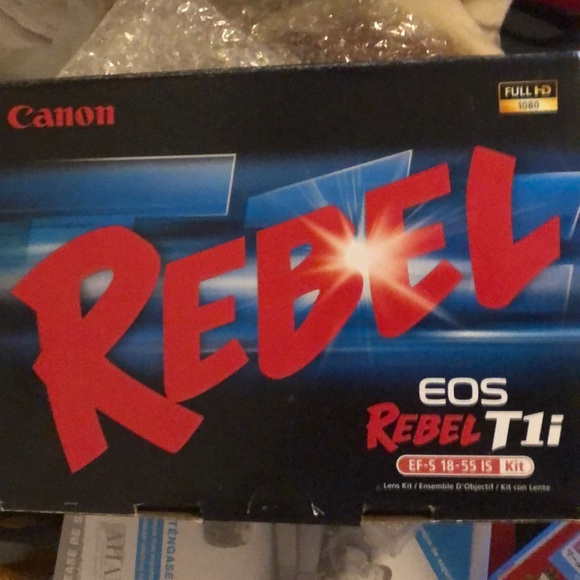 Canon
FULL HD
1080
REBEL
EOS
REBEL T1i
EF-S 18-55 IS Kit
Lens Kit / Ensemble D'Objectif / Kit con Lente